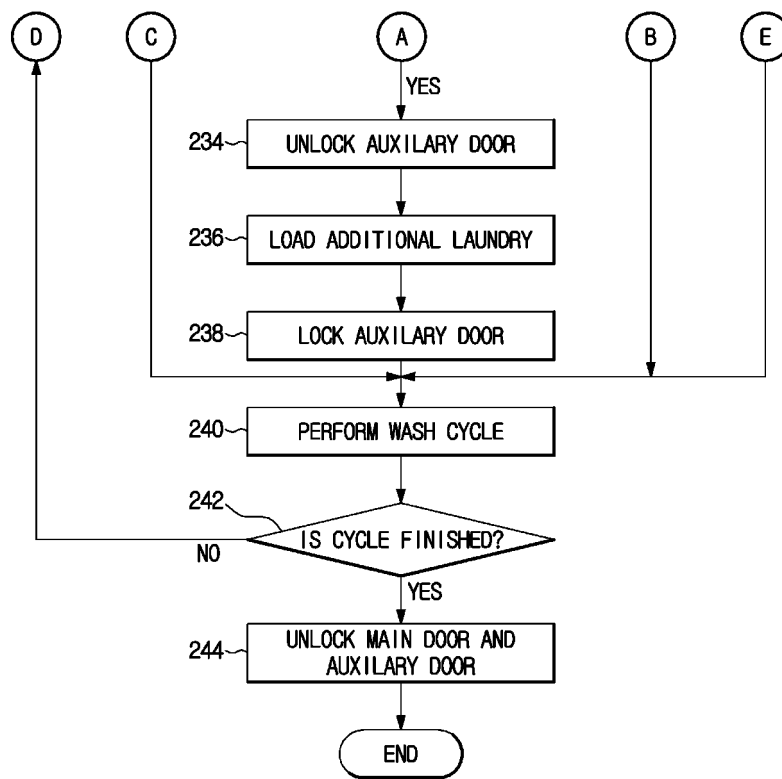 D
C
A
B
E
YES
234
UNLOCK AUXILARY DOOR
236
LOAD ADDITIONAL LAUNDRY
238
LOCK AUXILARY DOOR
240
PERFORM WASH CYCLE
242
IS CYCLE FINISHED?
NO
YES
244
UNLOCK MAIN DOOR AND
AUXILARY DOOR
END